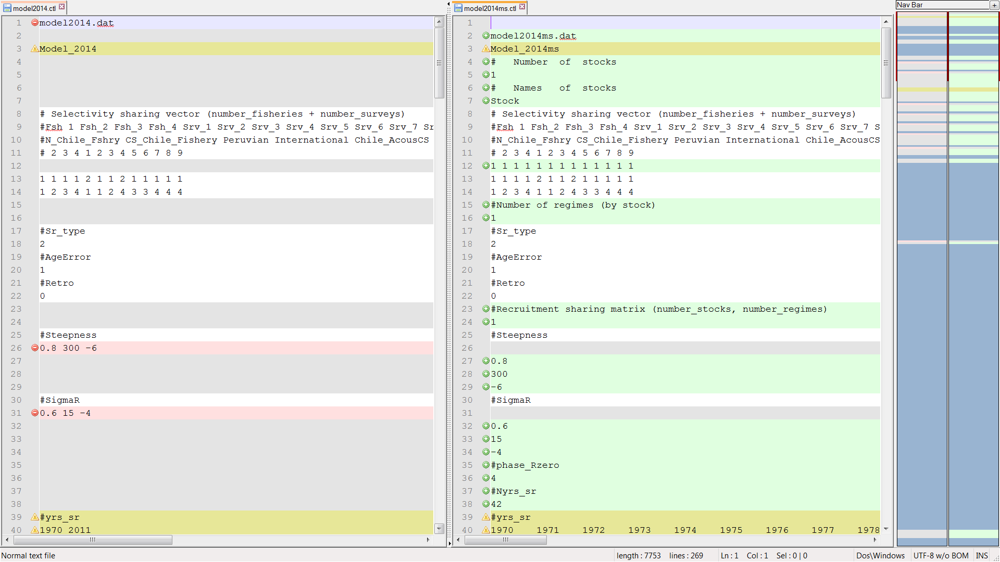 model2014.ctl
1 model2014.dat
2
3 Model_2014
4
5
6
7
8 # Selectivity sharing vector (number_fisheries + number_surveys)
9 #Fsh 1 Fsh_2 Fsh_3 Fsh_4 Srv_1 Srv_2 Srv_3 Srv_4 Srv_5 Srv_6 Srv_7 Sr
10 #N_Chile_Fshry CS_Chile_Fishery Peruvian International Chile_AcousCS
11 # 2 3 4 1 2 3 4 5 6 7 8 9
12
13 1 1 1 1 2 1 1 2 1 1 1 1 1
14 1 2 3 4 1 1 2 4 3 3 4 4 4
15
16
17 #Sr_type
18 2
19 #AgeError
20 1
21 #Retro
22 0
23
24
25 #Steepness
26 0.8 300 -6
27
28
29
30 #SigmaR
31 0.6 15 -4
32
33
34
35
36
37
38
39 #yrs_sr
40 1970 2011
model2014ms.ctl
1
2 model2014ms.dat
3 Model_2014ms
4 # Number of stocks
5 1
6 # Names of stocks
7 Stock
8 # Selectivity sharing vector (number_fisheries + number_surveys)
9 #Fsh 1 Fsh_2 Fsh_3 Fsh_4 Srv_1 Srv_2 Srv_3 Srv_4 Srv_5 Srv_6 Srv_7 S
10 #N_Chile_Fshry CS_Chile_Fishery Peruvian International Chile_AcousCS
11 # 2 3 4 1 2 3 4 5 6 7 8 9
12 1 1 1 1 1 1 1 1 1 1 1 1 1
13 1 1 1 1 2 1 1 2 1 1 1 1 1
14 1 2 3 4 1 1 2 4 3 3 4 4 4
15 #Number of regimes (by stock)
16 1
17 #Sr_type
18 2
19 #AgeError
20 1
21 #Retro
22 0
23 #Recruitment sharing matrix (number_stocks, number_regimes)
24 1
25 #Steepness
26
27 0.8
28 300
29 -6
30 #SigmaR
31
32 0.6
33 15
34 -4
35 #phase_Rzero
36 4
37 #Nyrs_sr
38 42
39 #yrs_sr
40 1970 1971 1972 1973 1974 1975 1976 1977 1978
Nav Bar +
Normal text file length : 7753 lines : 269 Ln : 1 Col : 1 Sel : 0 | 0 Dos\Windows UTF-8 w/o BOM INS